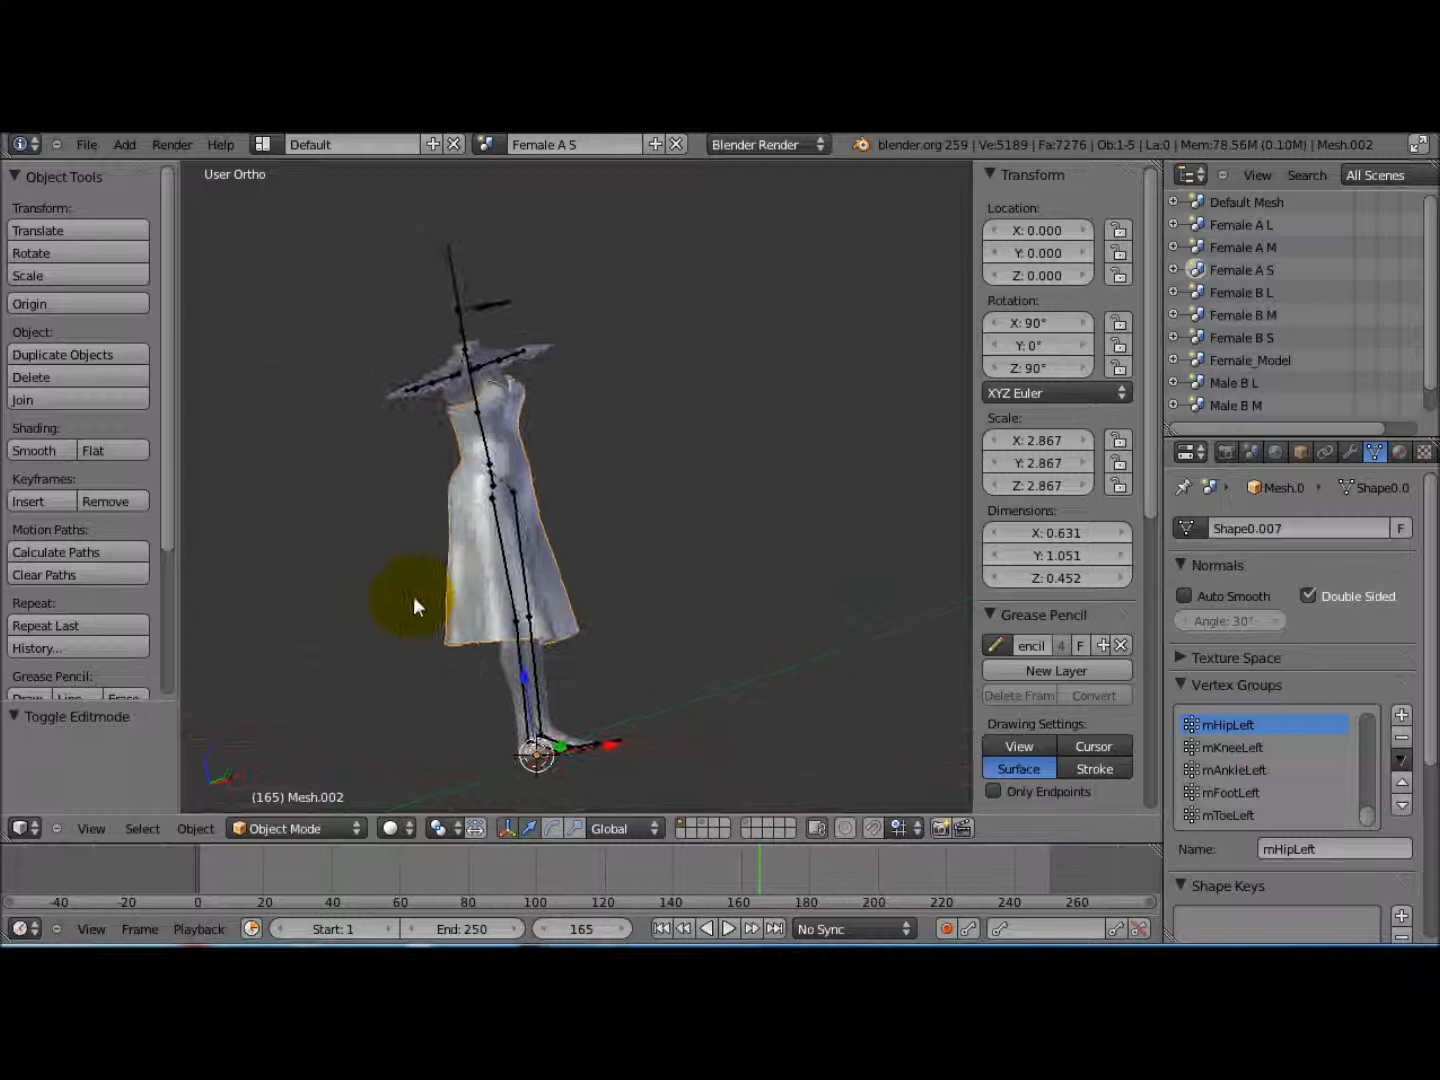 File Add Render Help Default Female A S Blender Render blender.org 259 | Ve:5189 | Fa:7276 | Ob:1-5 | La:0 | Mem:78.56M (0.10M) | Mesh.002
Object Tools
Transform:
Translate
Rotate
Scale
Origin
Object:
Duplicate Objects
Delete
Join
Shading:
Smooth Flat
Keyframes:
Insert Remove
Motion Paths:
Calculate Paths
Clear Paths
Repeat:
Repeat Last
History...
Grease Pencil:
Draw Line Erase
Toggle Editmode
User Ortho
(165) Mesh.002
Transform
Location:
X: 0.000
Y: 0.000
Z: 0.000
Rotation:
X: 90°
Y: 0°
Z: 90°
XYZ Euler
Scale:
X: 2.867
Y: 2.867
Z: 2.867
Dimensions:
X: 0.631
Y: 1.051
Z: 0.452
Grease Pencil
encil 4 F
New Layer
Delete Fram Convert
Drawing Settings:
View Cursor
Surface Stroke
Only Endpoints
View Search All Scenes
Default Mesh
Female A L
Female A M
Female A S
Female B L
Female B M
Female B S
Female_Model
Male B L
Male B M
Mesh.0 Shape0.0
Shape0.007 F
Normals
Auto Smooth Double Sided
Angle: 30°
Texture Space
Vertex Groups
mHipLeft
mKneeLeft
mAnkleLeft
mFootLeft
mToeLeft
Name: mHipLeft
Shape Keys
View Select Object Object Mode Global
-40 -20 0 20 40 60 80 100 120 140 160 180 200 220 240 260
View Frame Playback Start: 1 End: 250 165 No Sync